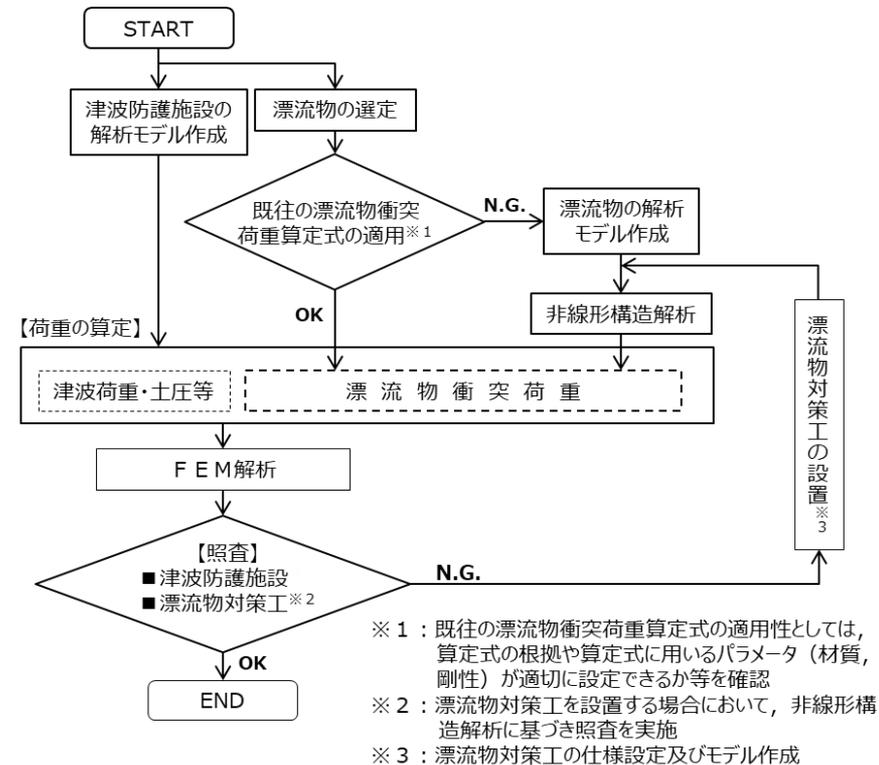 START
津波防護施設の
解析モデル作成
漂流物の選定
既往の漂流物衝突
荷重算定式の適用※1
N.G.
漂流物の解析
モデル作成
OK
非線形構造解析
【荷重の算定】
津波荷重・土圧等
漂流物衝突荷重
漂流物対策工の設置※3
FEM解析
【照査】
■津波防護施設
■漂流物対策工※2
N.G.
OK
END
※1:既往の漂流物衝突荷重算定式の適用性としては,
算定式の根拠や算定式に用いるパラメータ(材質,
剛性)が適切に設定できるか等を確認
※2:漂流物対策工を設置する場合において,非線形構
造解析に基づき照査を実施
※3:漂流物対策工の仕様設定及びモデル作成